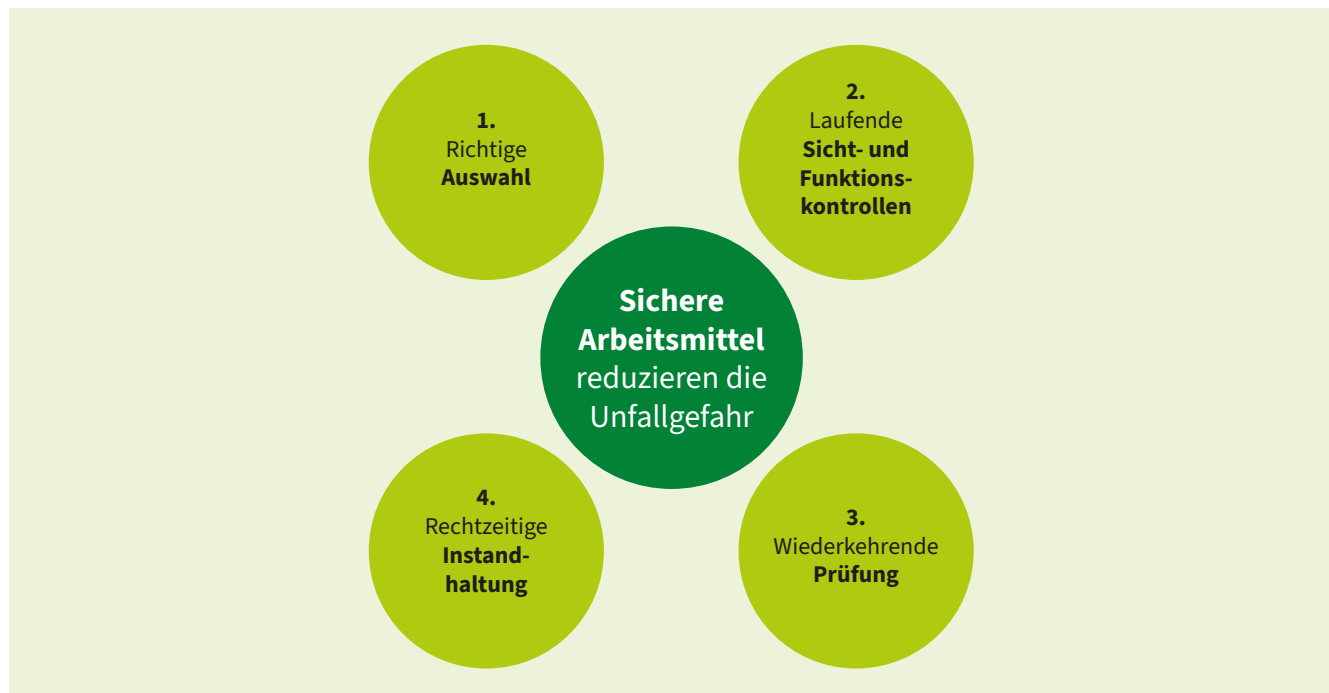 1.
Richtige
Auswahl
2.
Laufende
Sicht- und
Funktions-
kontrollen
Sichere
Arbeitsmittel
reduzieren die
Unfallgefahr
4.
Rechtzeitige
Instand-
haltung
3.
Wiederkehrende
Prüfung